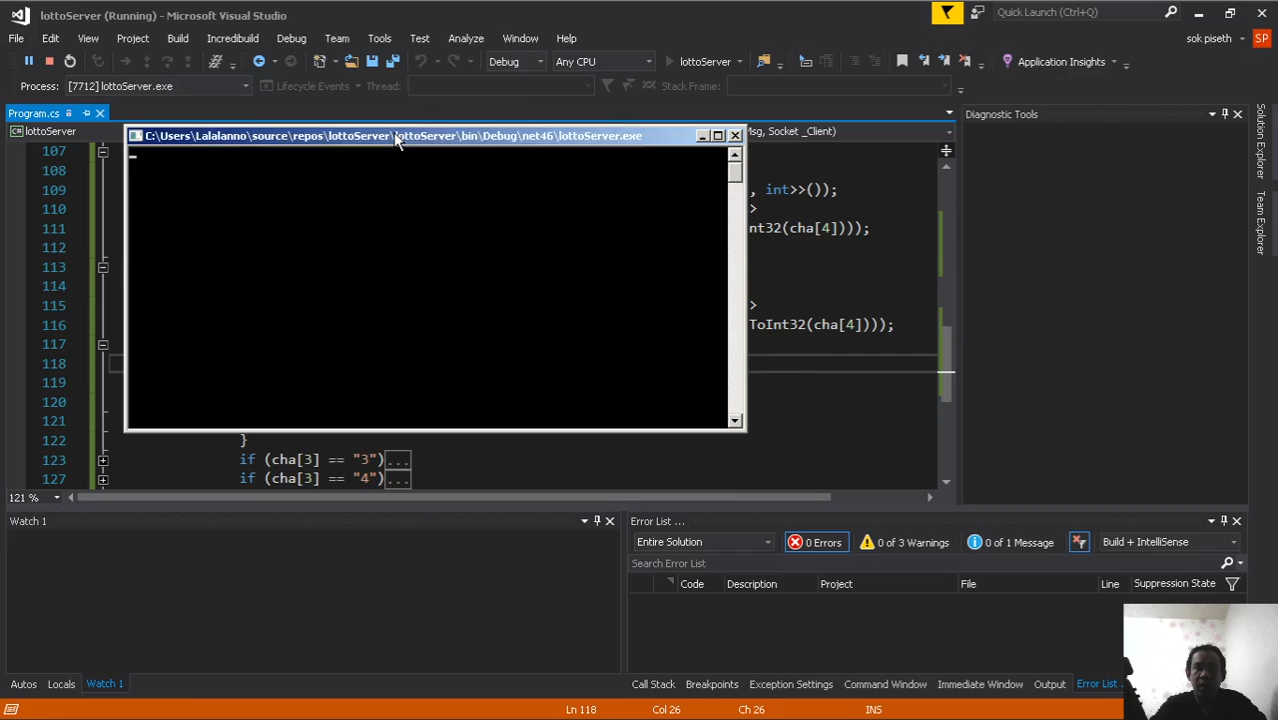 lottoServer (Running) - Microsoft Visual Studio
Quick Launch (Ctrl+Q)
File Edit View Project Build Incredibuild Debug Team Tools Test Analyze Window Help
sok piseth SP
Debug Any CPU lottoServer Application Insights
Process: [7712] lottoServer.exe Lifecycle Events Thread: Stack Frame:
Program.cs
Diagnostic Tools
lottoServer
C:\Users\Lalalanno\source\repos\lottoServer\lottoServer\bin\Debug\net46\lottoServer.exe
Msg, Socket _Client)
107
108
109 , int>>());
110 >
111 nt32(cha[4])));
112
113
114
115 >
116 ToInt32(cha[4])));
117
118
119
120
121
122 }
123 if (cha[3] == "3")...
127 if (cha[3] == "4")...
121 %
Solution Explorer
Team Explorer
Watch 1
Error List ...
Entire Solution 0 Errors 0 of 3 Warnings 0 of 1 Message Build + IntelliSense
Search Error List
Code Description Project File Line Suppression State
Autos Locals Watch 1
Call Stack Breakpoints Exception Settings Command Window Immediate Window Output Error List ...
Ln 118 Col 26 Ch 26 INS